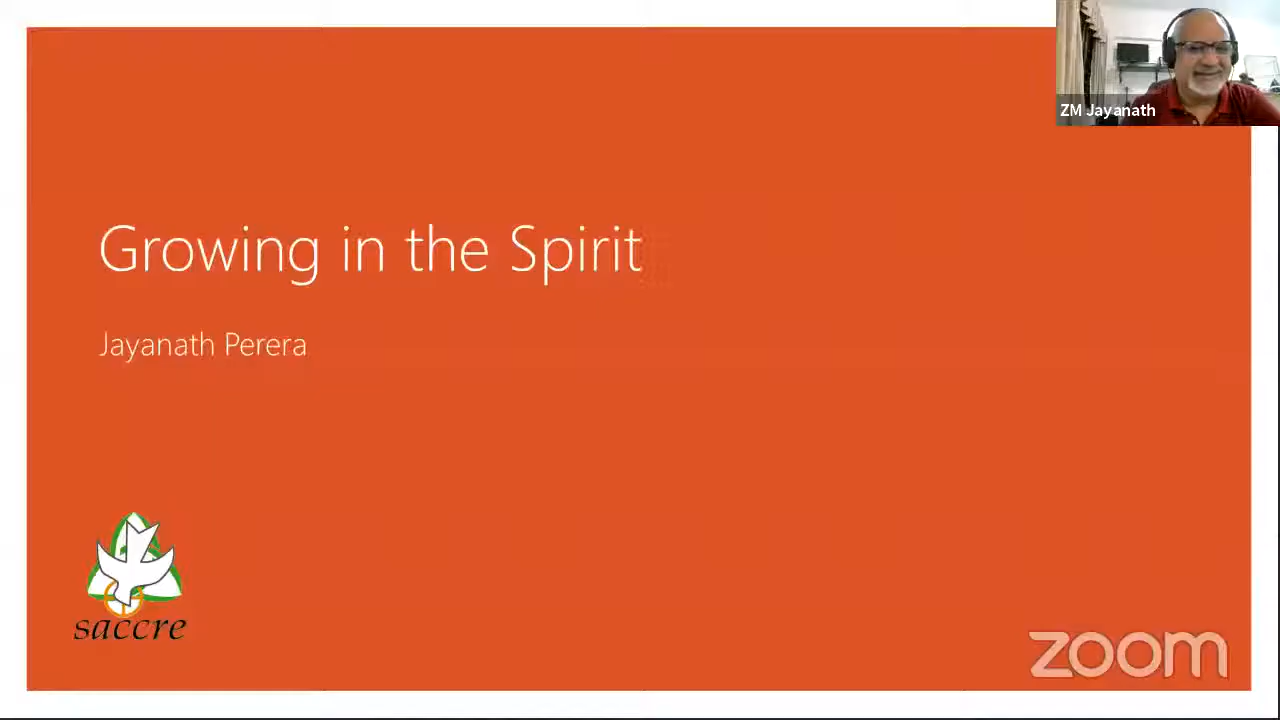 ZM Jayanath
Growing in the Spirit
Jayanath Perera
saccre
zoom